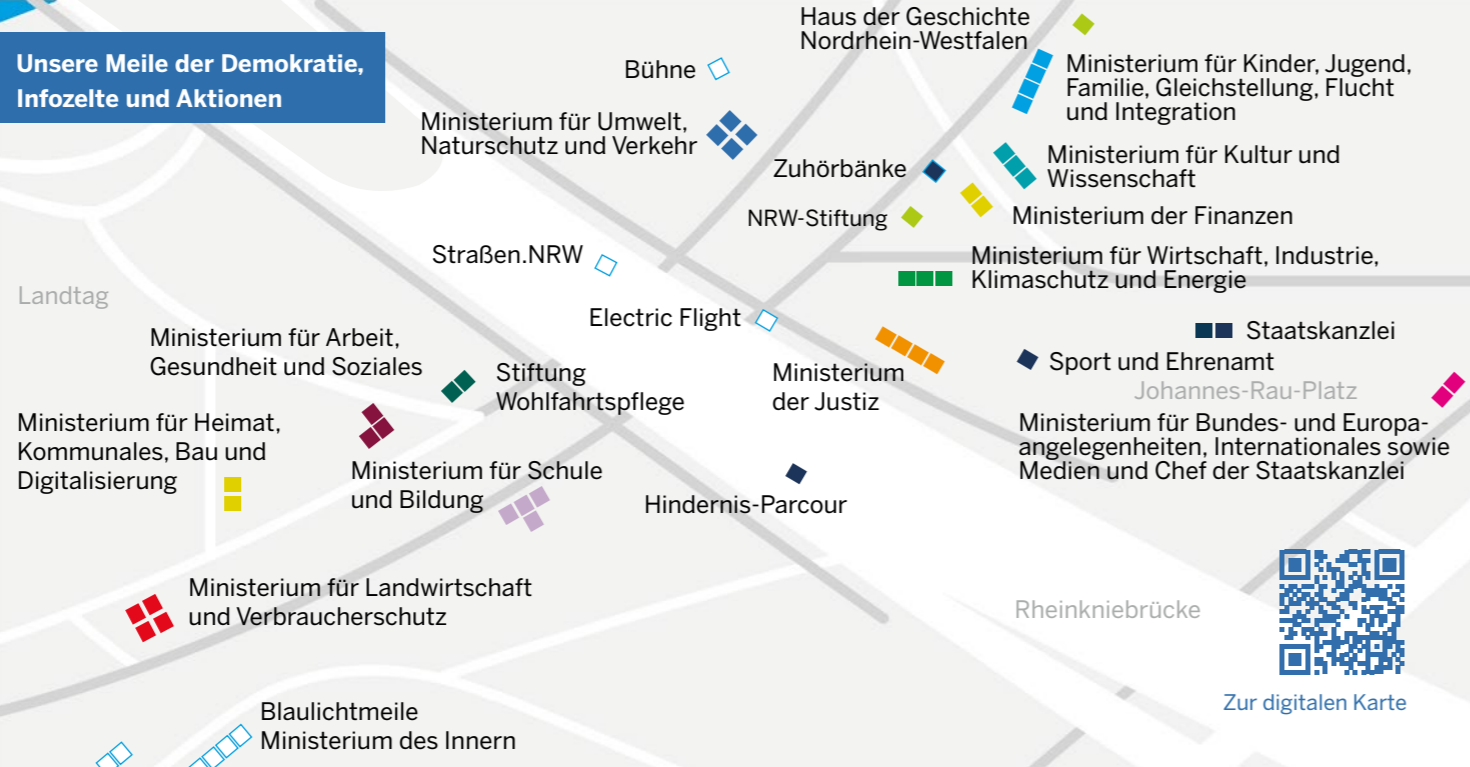 Unsere Meile der Demokratie,
Infozelte und Aktionen
Haus der Geschichte
Nordrhein-Westfalen
Bühne
Ministerium für Kinder, Jugend,
Familie, Gleichstellung, Flucht
und Integration
Ministerium für Umwelt,
Naturschutz und Verkehr
Zuhörbänke
Ministerium für Kultur und
Wissenschaft
NRW-Stiftung
Ministerium der Finanzen
Straßen.NRW
Ministerium für Wirtschaft, Industrie,
Klimaschutz und Energie
Landtag
Electric Flight
Staatskanzlei
Ministerium für Arbeit,
Gesundheit und Soziales
Stiftung
Wohlfahrtspflege
Ministerium
der Justiz
Sport und Ehrenamt
Johannes-Rau-Platz
Ministerium für Bundes- und Europa-
angelegenheiten, Internationales sowie
Medien und Chef der Staatskanzlei
Ministerium für Heimat,
Kommunales, Bau und
Digitalisierung
Ministerium für Schule
und Bildung
Hindernis-Parcour
Ministerium für Landwirtschaft
und Verbraucherschutz
Rheinkniebrücke
Zur digitalen Karte
Blaulichtmeile
Ministerium des Innern